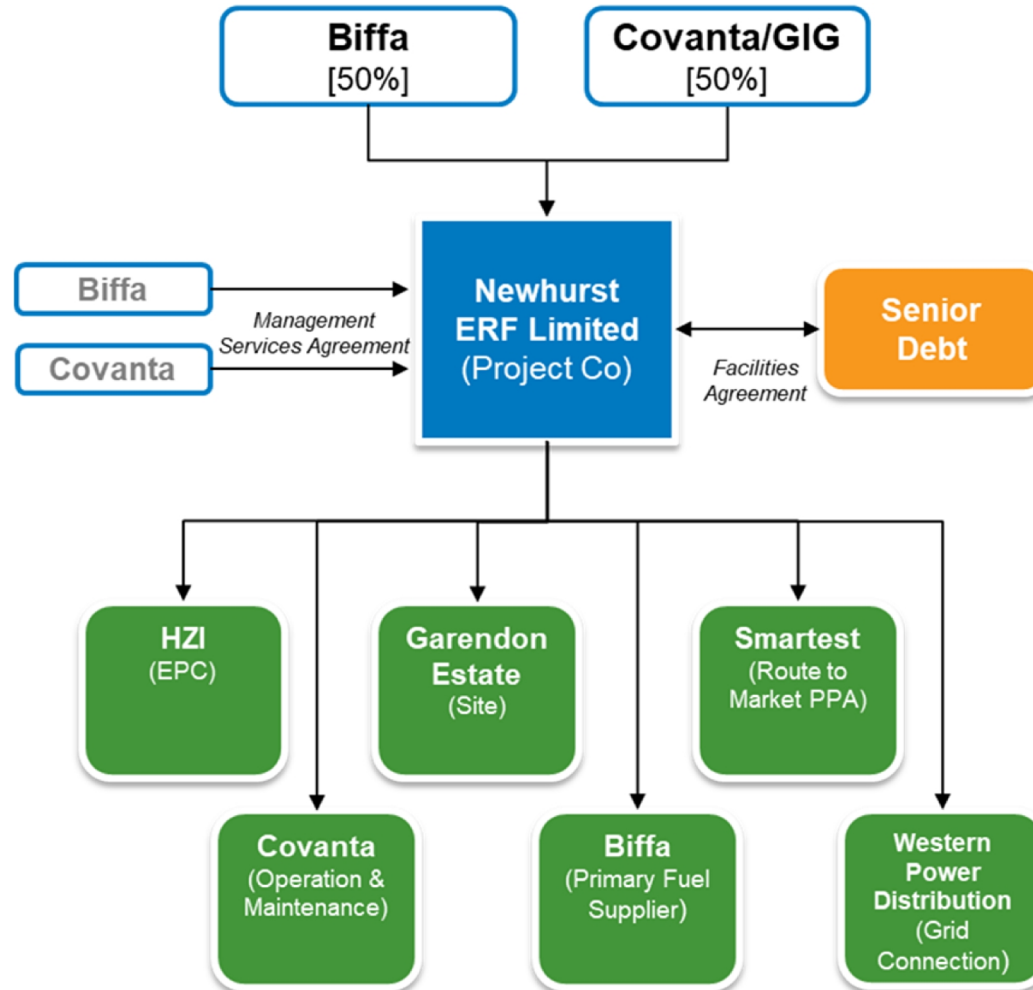 Biffa
[50%]
Covanta/GIG
[50%]
Biffa
Covanta
Management
Services Agreement
Newhurst
ERF Limited
(Project Co)
Facilities
Agreement
Senior
Debt
HZI
(EPC)
Garendon
Estate
(Site)
Smartest
(Route to
Market PPA)
Covanta
(Operation &
Maintenance)
Biffa
(Primary Fuel
Supplier)
Western
Power
Distribution
(Grid
Connection)